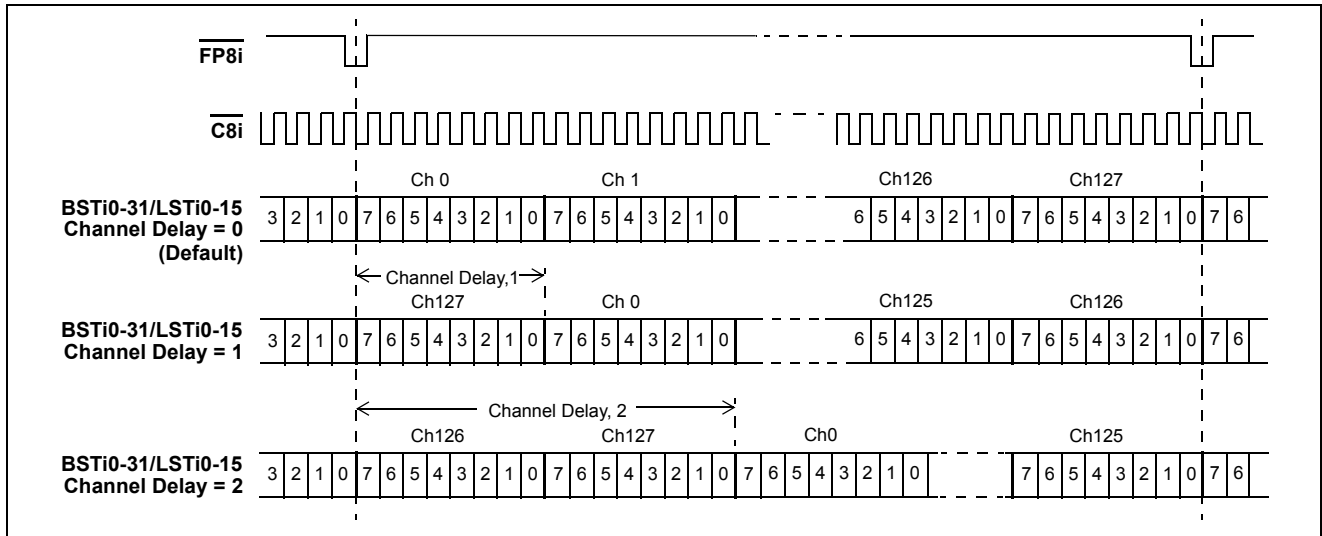 FP8i
C8i
Ch 0 Ch 1 Ch126 Ch127
BSTi0-31/LSTi0-15
Channel Delay = 0
(Default)
3 2 1 0 7 6 5 4 3 2 1 0 7 6 5 4 3 2 1 0 6 5 4 3 2 1 0 7 6 5 4 3 2 1 0 7 6
Channel Delay,1
Ch127 Ch 0 Ch125 Ch126
BSTi0-31/LSTi0-15
Channel Delay = 1
3 2 1 0 7 6 5 4 3 2 1 0 7 6 5 4 3 2 1 0 6 5 4 3 2 1 0 7 6 5 4 3 2 1 0 7 6
Channel Delay, 2
Ch126 Ch127 Ch0 Ch125
BSTi0-31/LSTi0-15
Channel Delay = 2
3 2 1 0 7 6 5 4 3 2 1 0 7 6 5 4 3 2 1 0 7 6 5 4 3 2 1 0 7 6 5 4 3 2 1 0 7 6